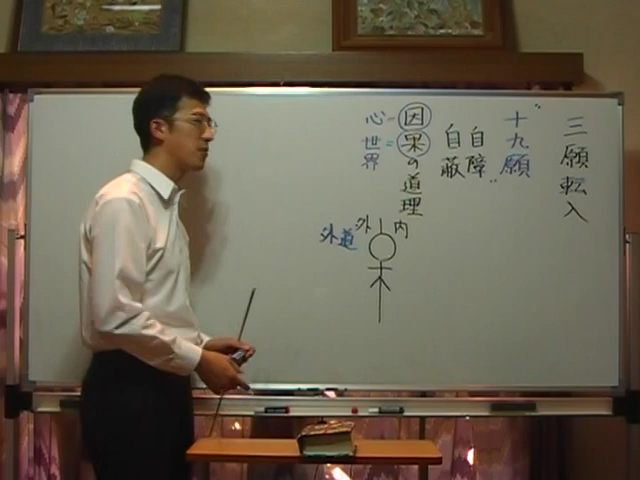 三願転入
十九願
自障
自蔽
因果の道理
心=
世界=
内
外
外道